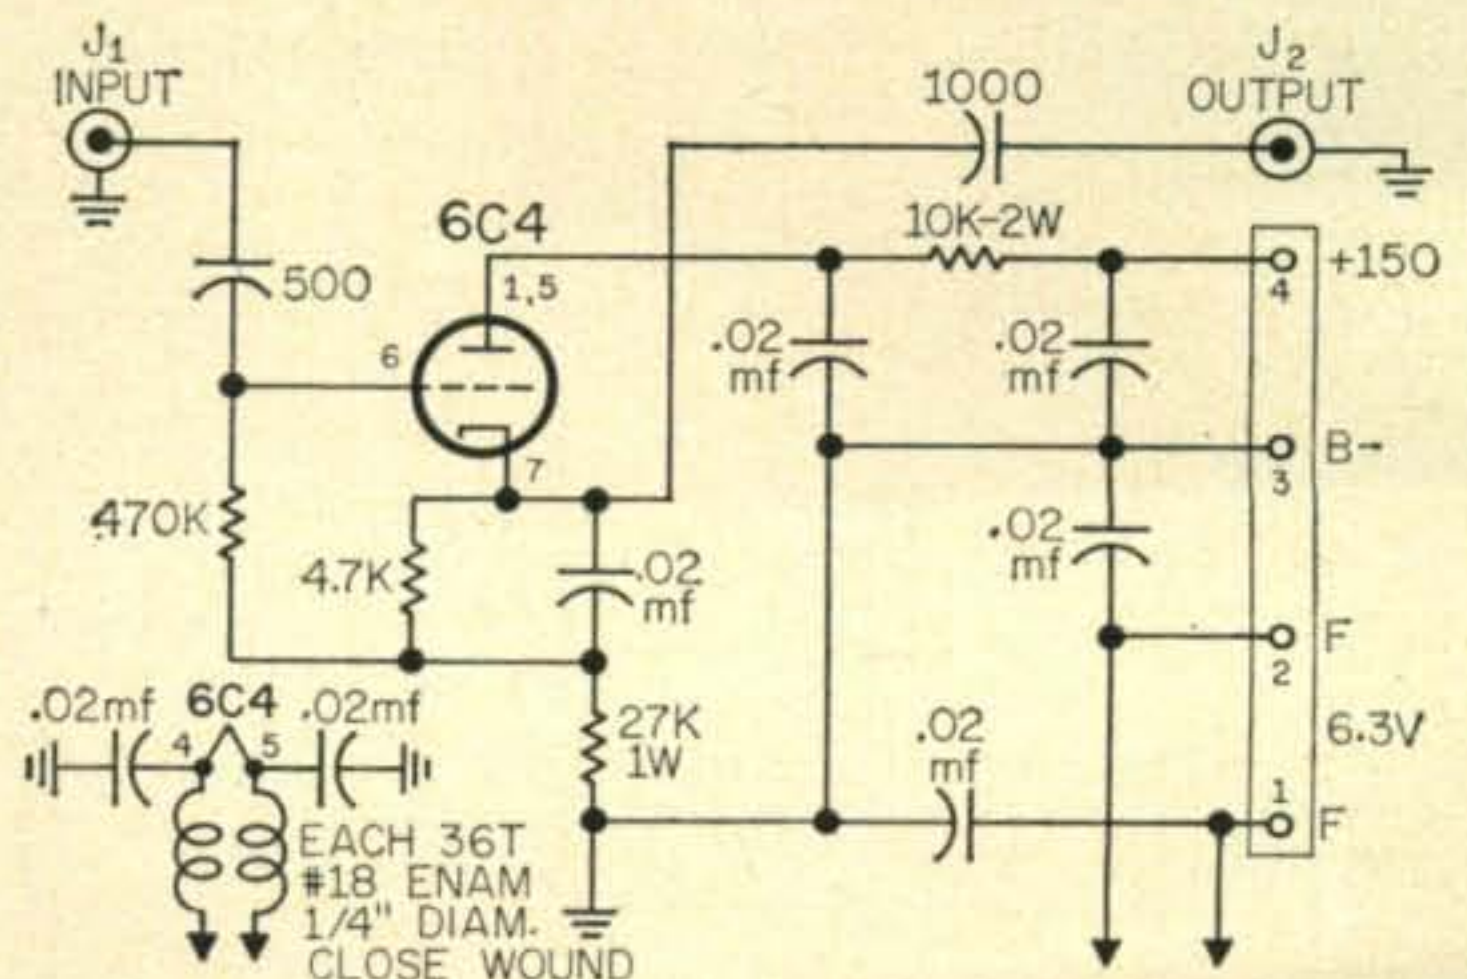 J1
INPUT
J2
OUTPUT
1000
6C4
10K-2W
+150
4
500
1,5
6
.02
mf
.02
mf
B-
3
7
470K
4.7K
.02
mf
.02
mf
F
2
.02mf
6C4
.02mf
4
5
27K
1W
.02
mf
6.3V
1
F
EACH 36T
#18 ENAM
1/4" DIAM.
CLOSE WOUND